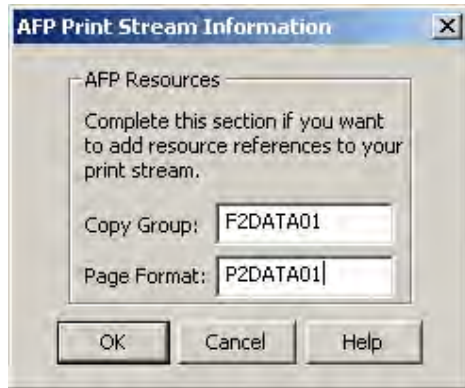 AFP Print Stream Information
AFP Resources
Complete this section if you want
to add resource references to your
print stream.
Copy Group: F2DATA01
Page Format: P2DATA01
OK Cancel Help